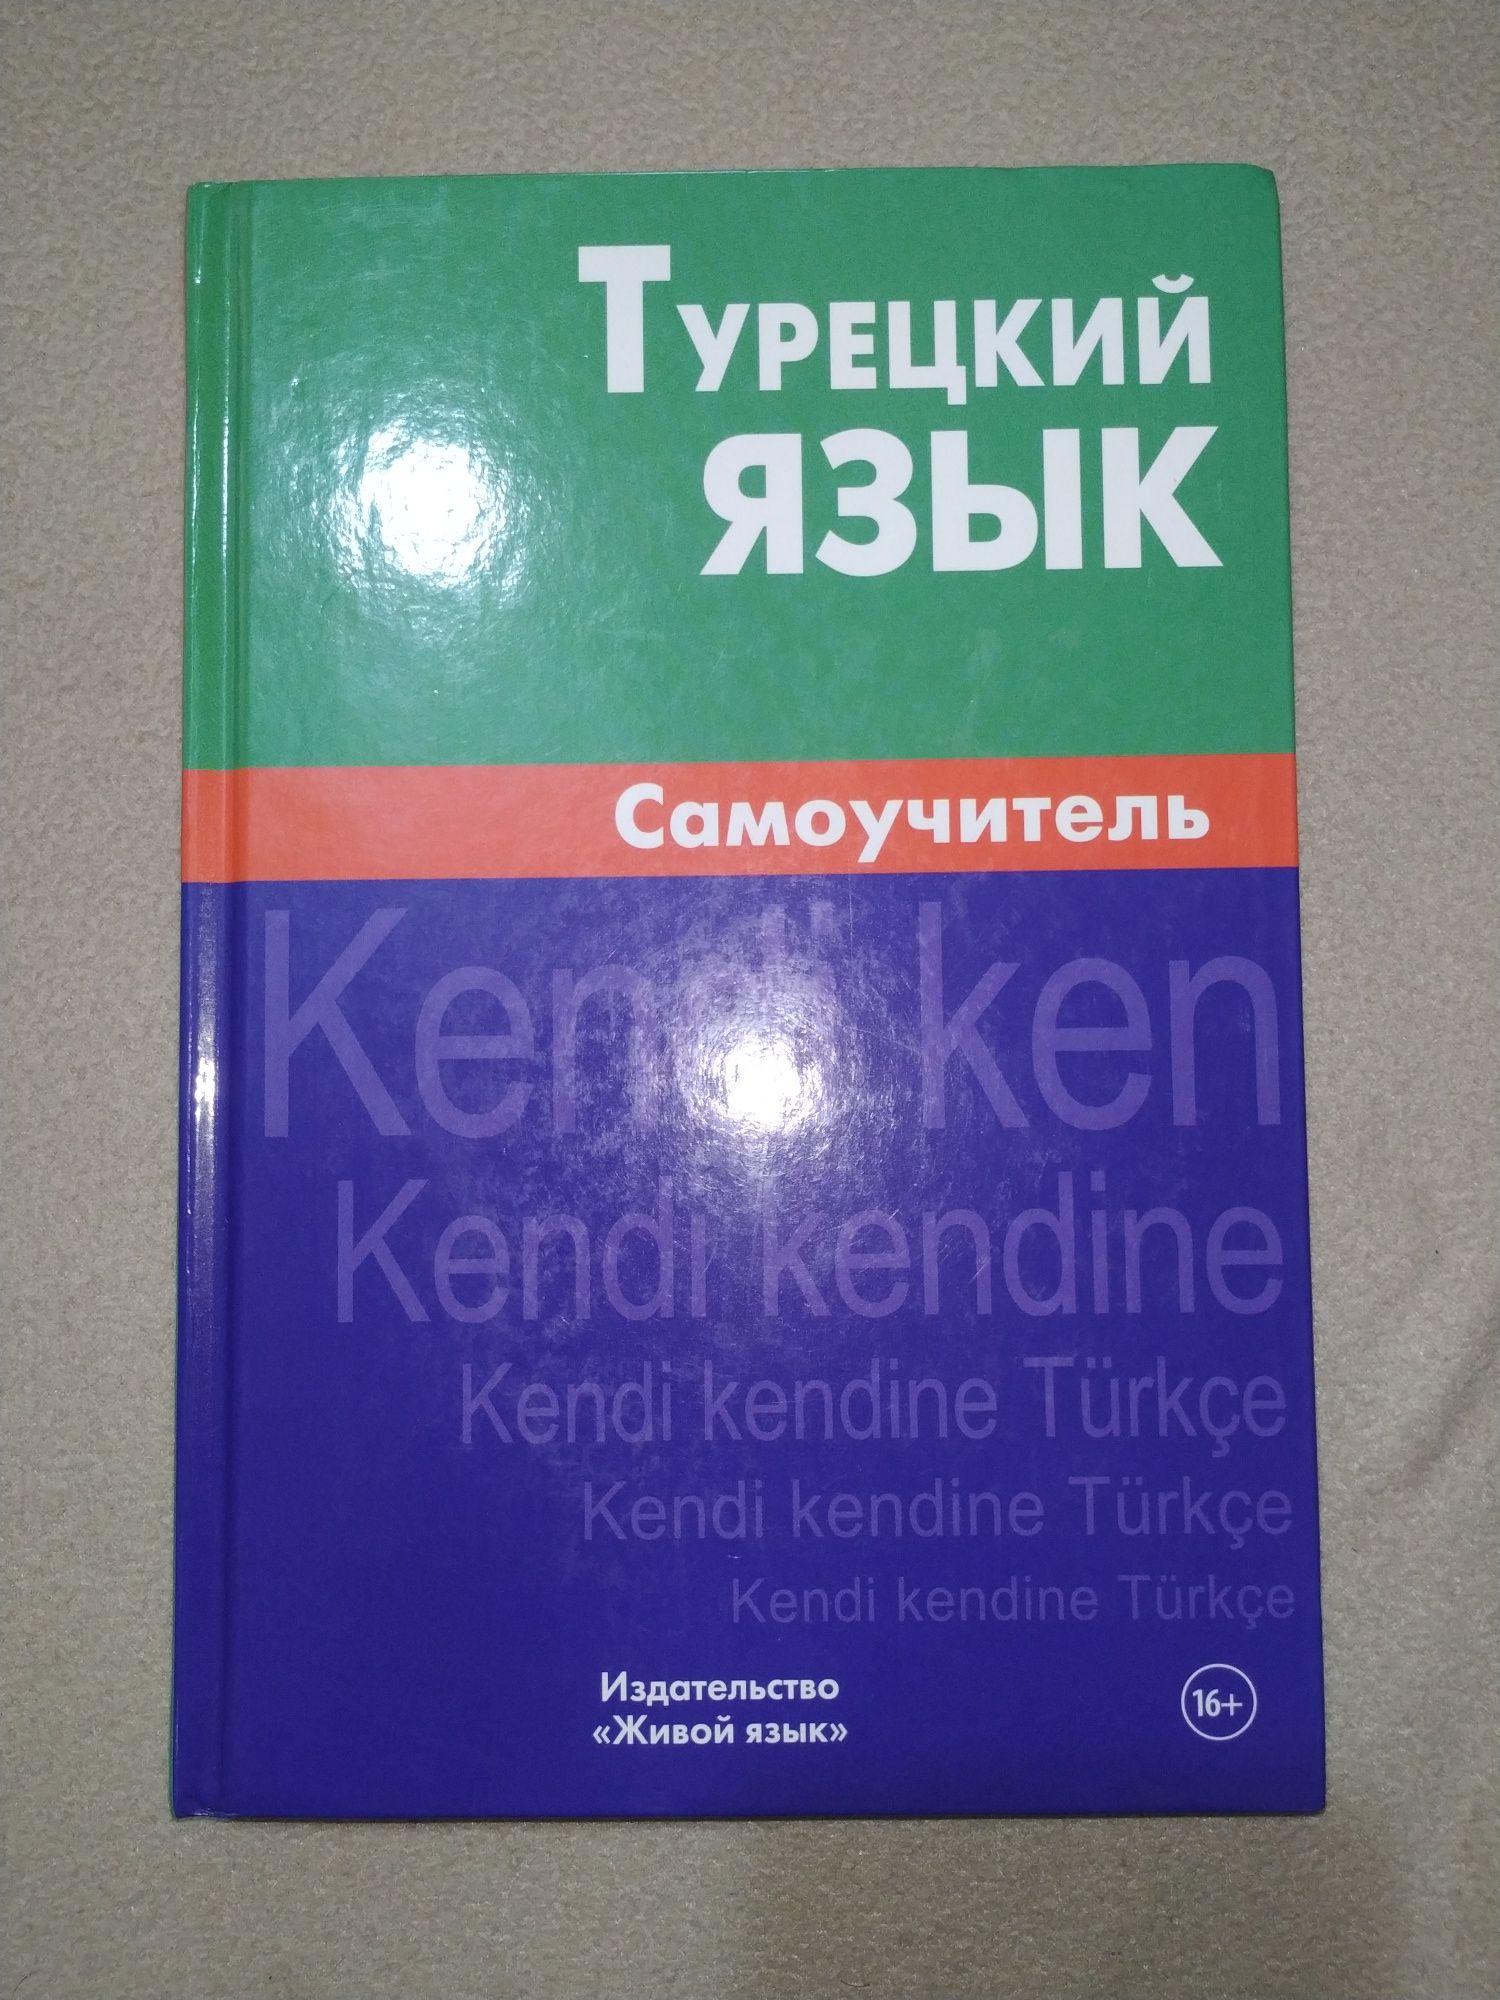 Турецкий
язык
Самоучитель
Kendi ken
Kendi kendine
Kendi kendine Türkçe
Kendi kendine Türkçe
Kendi kendine Türkçe
Издательство
«Живой язык»
16+